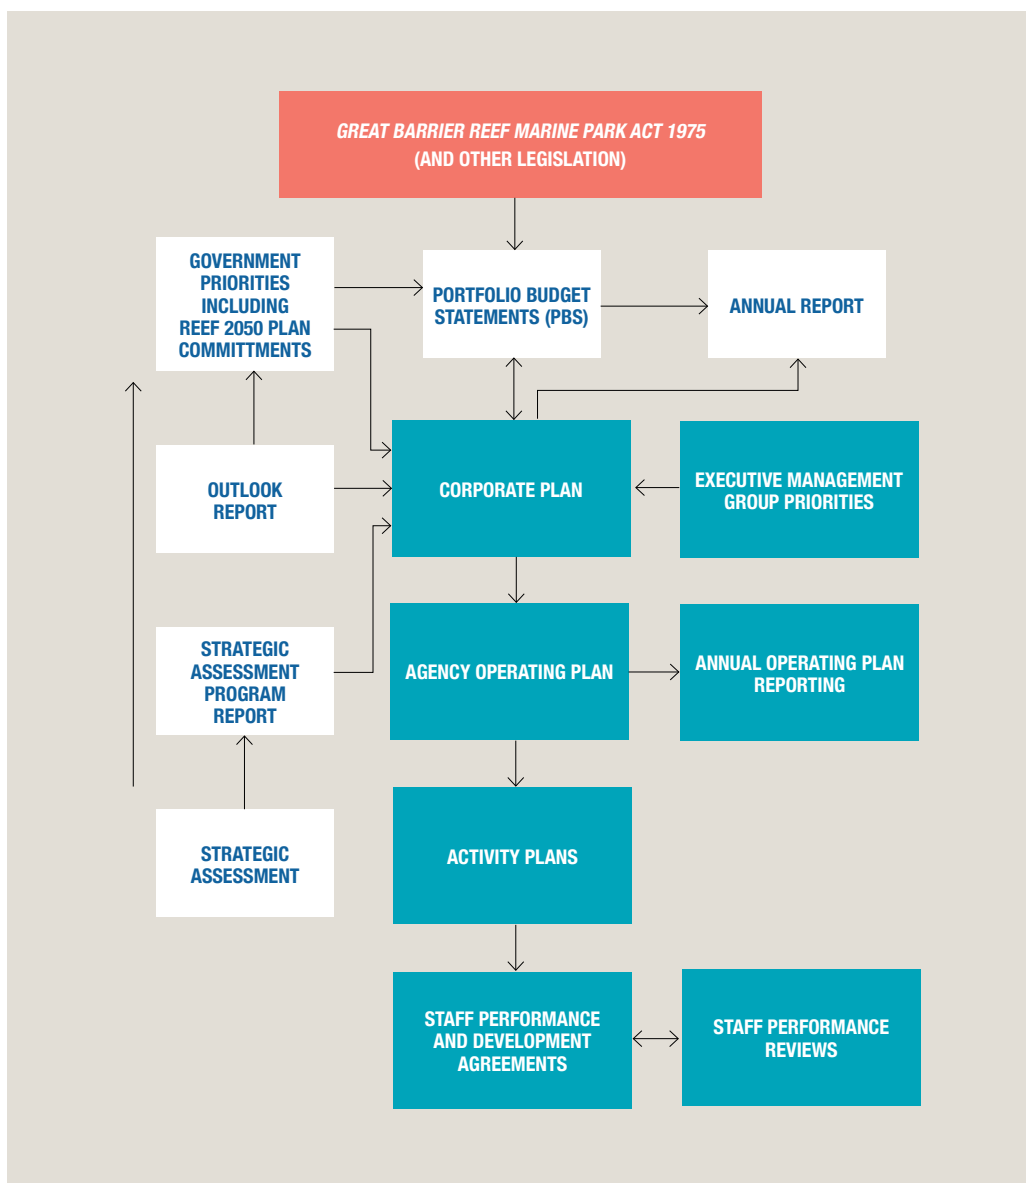 GREAT BARRIER REEF MARINE PARK ACT 1975
(AND OTHER LEGISLATION)
GOVERNMENT
PRIORITIES
INCLUDING
REEF 2050 PLAN
COMMITTMENTS
PORTFOLIO BUDGET
STATEMENTS (PBS)
ANNUAL REPORT
OUTLOOK
REPORT
CORPORATE PLAN
EXECUTIVE MANAGEMENT
GROUP PRIORITIES
STRATEGIC
ASSESSMENT
PROGRAM
REPORT
AGENCY OPERATING PLAN
ANNUAL OPERATING PLAN
REPORTING
STRATEGIC
ASSESSMENT
ACTIVITY PLANS
STAFF PERFORMANCE
AND DEVELOPMENT
AGREEMENTS
STAFF PERFORMANCE
REVIEWS